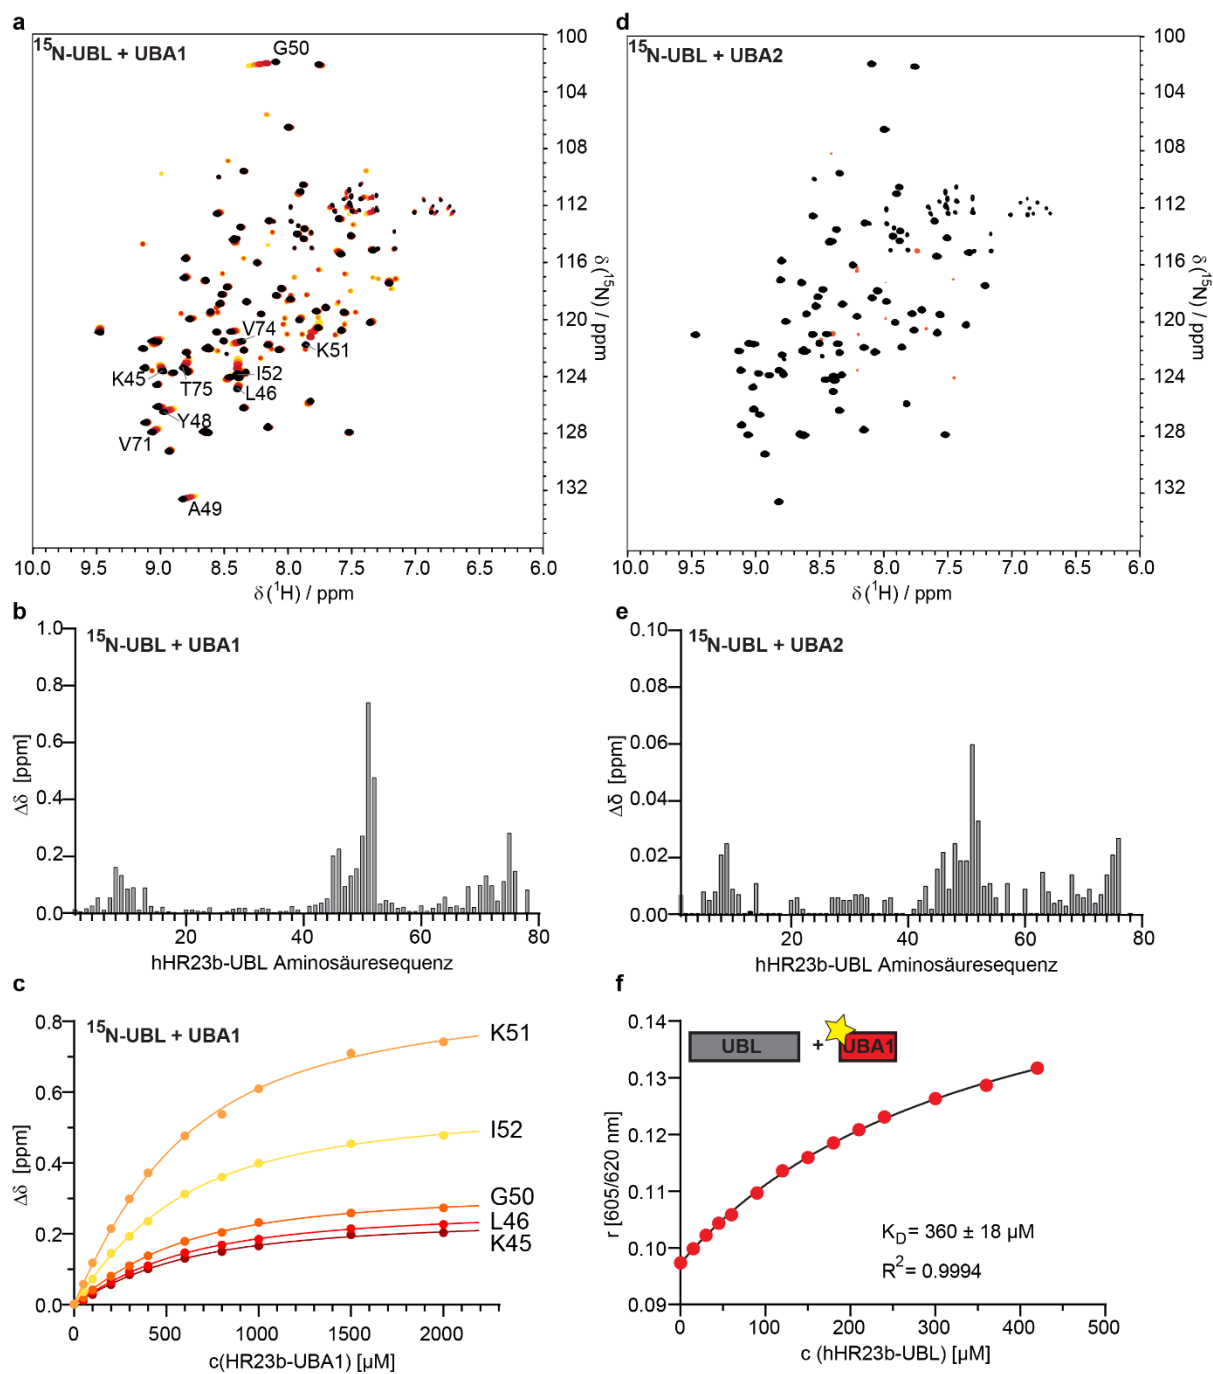 a
¹⁵N-UBL + UBA1
G50
V74
K51
K45
I52
T75
L46
Y48
V71
A49
100
104
108
112
116
120
124
128
132
δ(¹⁵N) / ppm
10.0 9.0 8.5 8.0 7.5 7.0 6.5 6.0
δ(¹H) / ppm
d
¹⁵N-UBL + UBA2
100
104
108
112
116
120
124
128
132
δ(¹⁵N) / ppm
10.0 9.0 8.5 8.0 7.5 7.0 6.5 6.0
δ(¹H) / ppm
b
¹⁵N-UBL + UBA1
1.0
0.8
0.6
0.4
0.2
0.0
Δδ [ppm]
20 40 60 80
hHR23b-UBL Aminosäuresequenz
e
¹⁵N-UBL + UBA2
0.10
0.08
0.06
0.04
0.02
0.00
Δδ [ppm]
20 40 60 80
hHR23b-UBL Aminosäuresequenz
c
¹⁵N-UBL + UBA1
K51
I52
G50
L46
K45
0.8
0.6
0.4
0.2
0.0
Δδ [ppm]
0 500 1000 1500 2000
c(HR23b-UBA1) [µM]
f
UBL + UBA1
0.14
0.13
0.12
0.11
0.10
0.09
r [605/620 nm]
K_D = 360 ± 18 µM
R² = 0.9994
0 100 200 300 400 500
c (hHR23b-UBL) [µM]